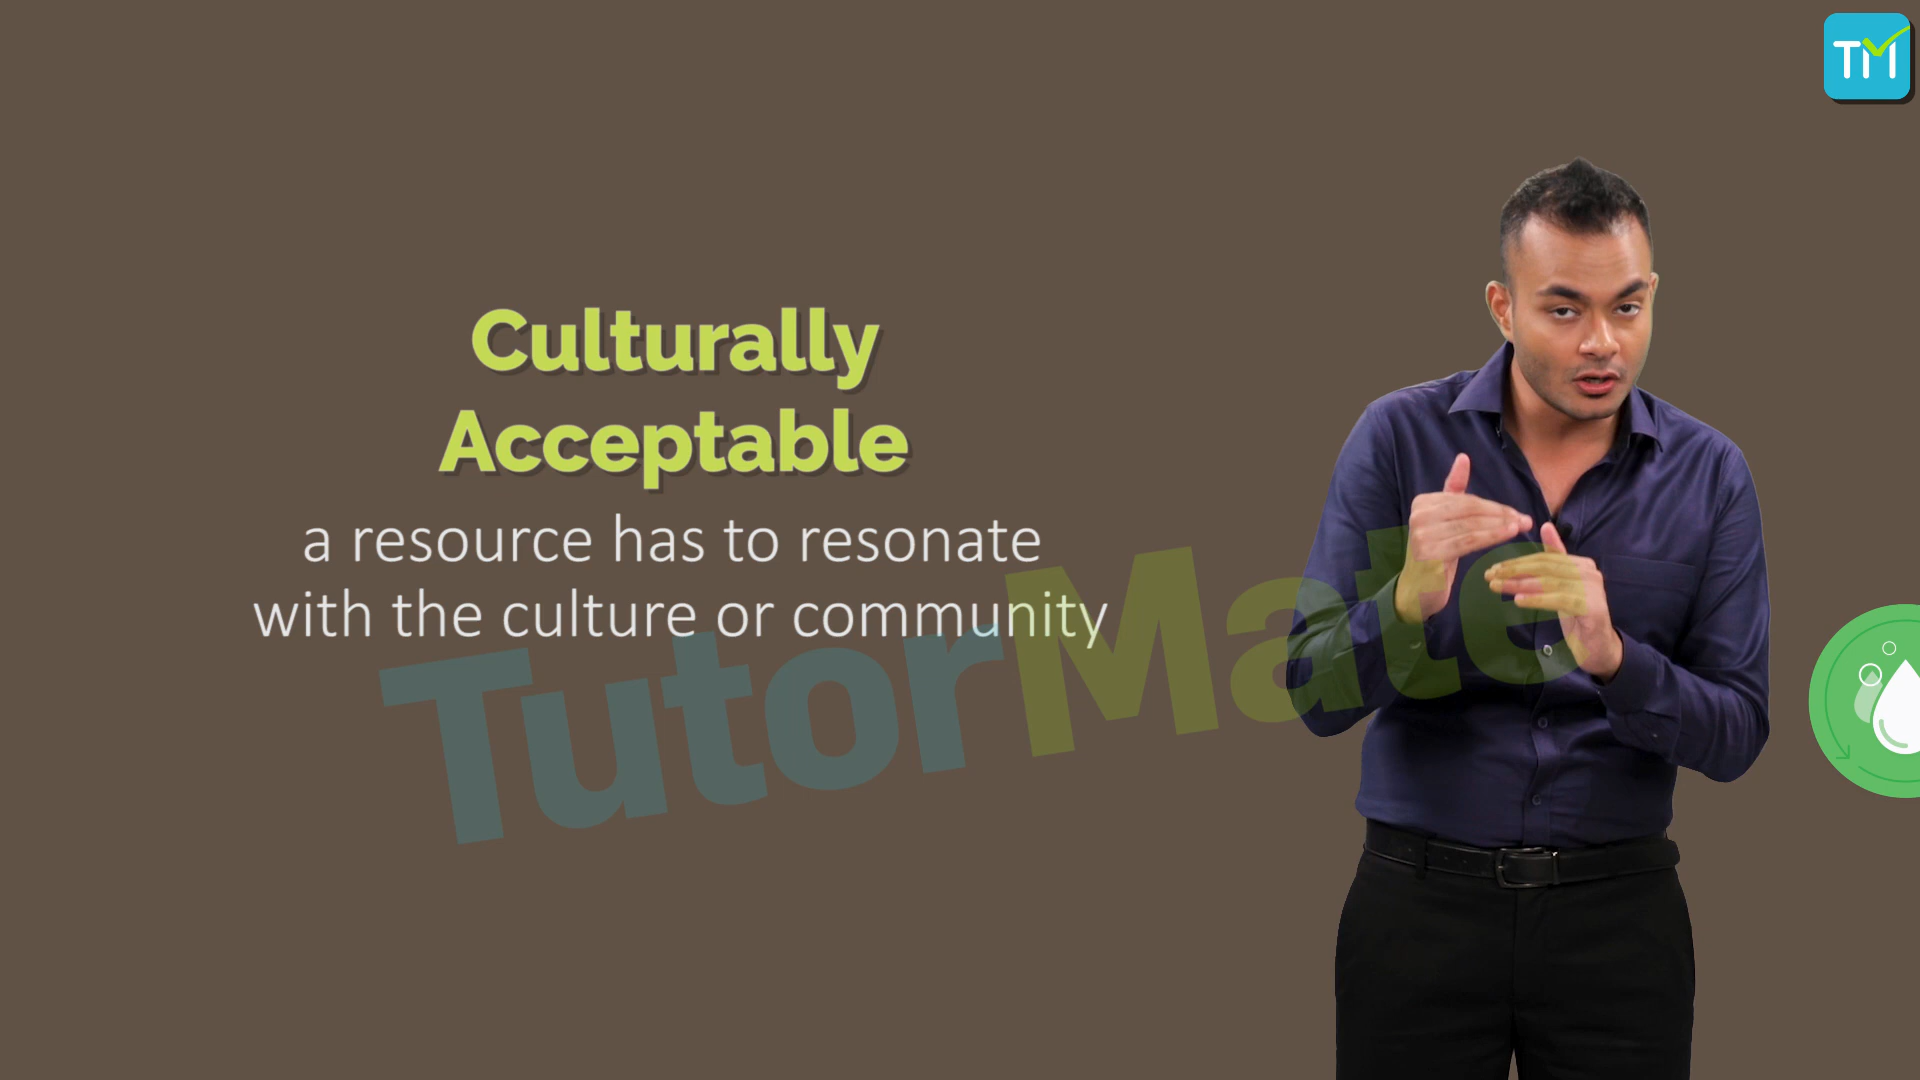 TM
Culturally
Acceptable
a resource has to resonate
with the culture or community
TutorMate